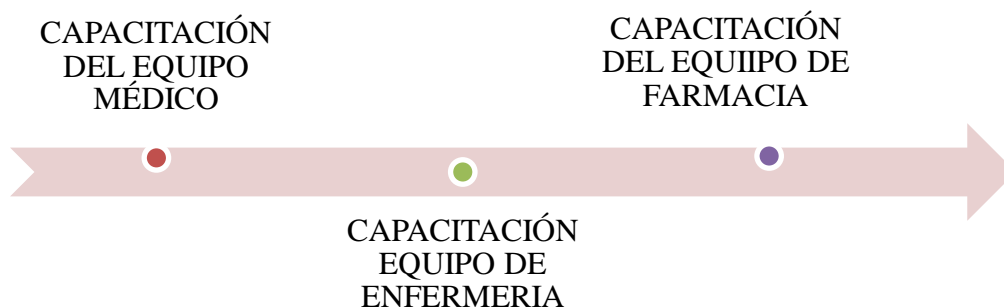 CAPACITACIÓN
DEL EQUIPO
MÉDICO
CAPACITACIÓN
EQUIPO DE
ENFERMERIA
CAPACITACIÓN
DEL EQUIIPO DE
FARMACIA